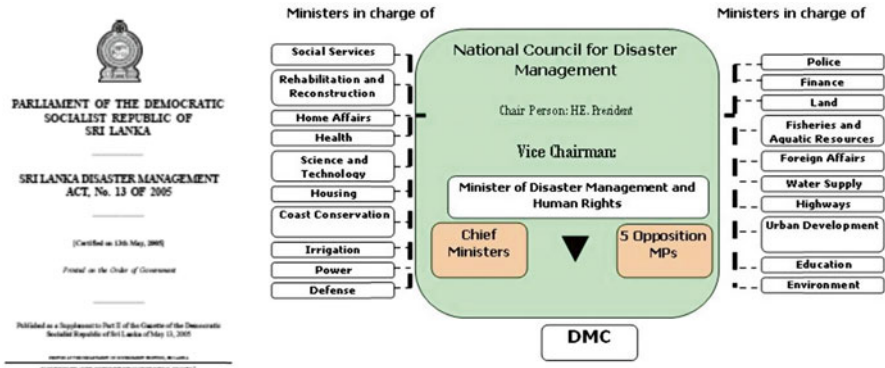 PARLIAMENT OF THE DEMOCRATIC
SOCIALIST REPUBLIC OF
SRI LANKA
SRI LANKA DISASTER MANAGEMENT
ACT, No. 13 OF 2005
[Certified on 13th May, 2005]
Printed on the Order of Government
Published as a Supplement to Part II of the Gazette of the Democratic
Socialist Republic of Sri Lanka of May 13, 2005
Ministers in charge of
Social Services
Rehabilitation and
Reconstruction
Home Affairs
Health
Science and
Technology
Housing
Coast Conservation
Irrigation
Power
Defense
National Council for Disaster
Management
Chair Person: HE. President
Vice Chairman:
Minister of Disaster Management and
Human Rights
Chief
Ministers
5 Opposition
MPs
DMC
Ministers in charge of
Police
Finance
Land
Fisheries and
Aquatic Resources
Foreign Affairs
Water Supply
Highways
Urban Development
Education
Environment